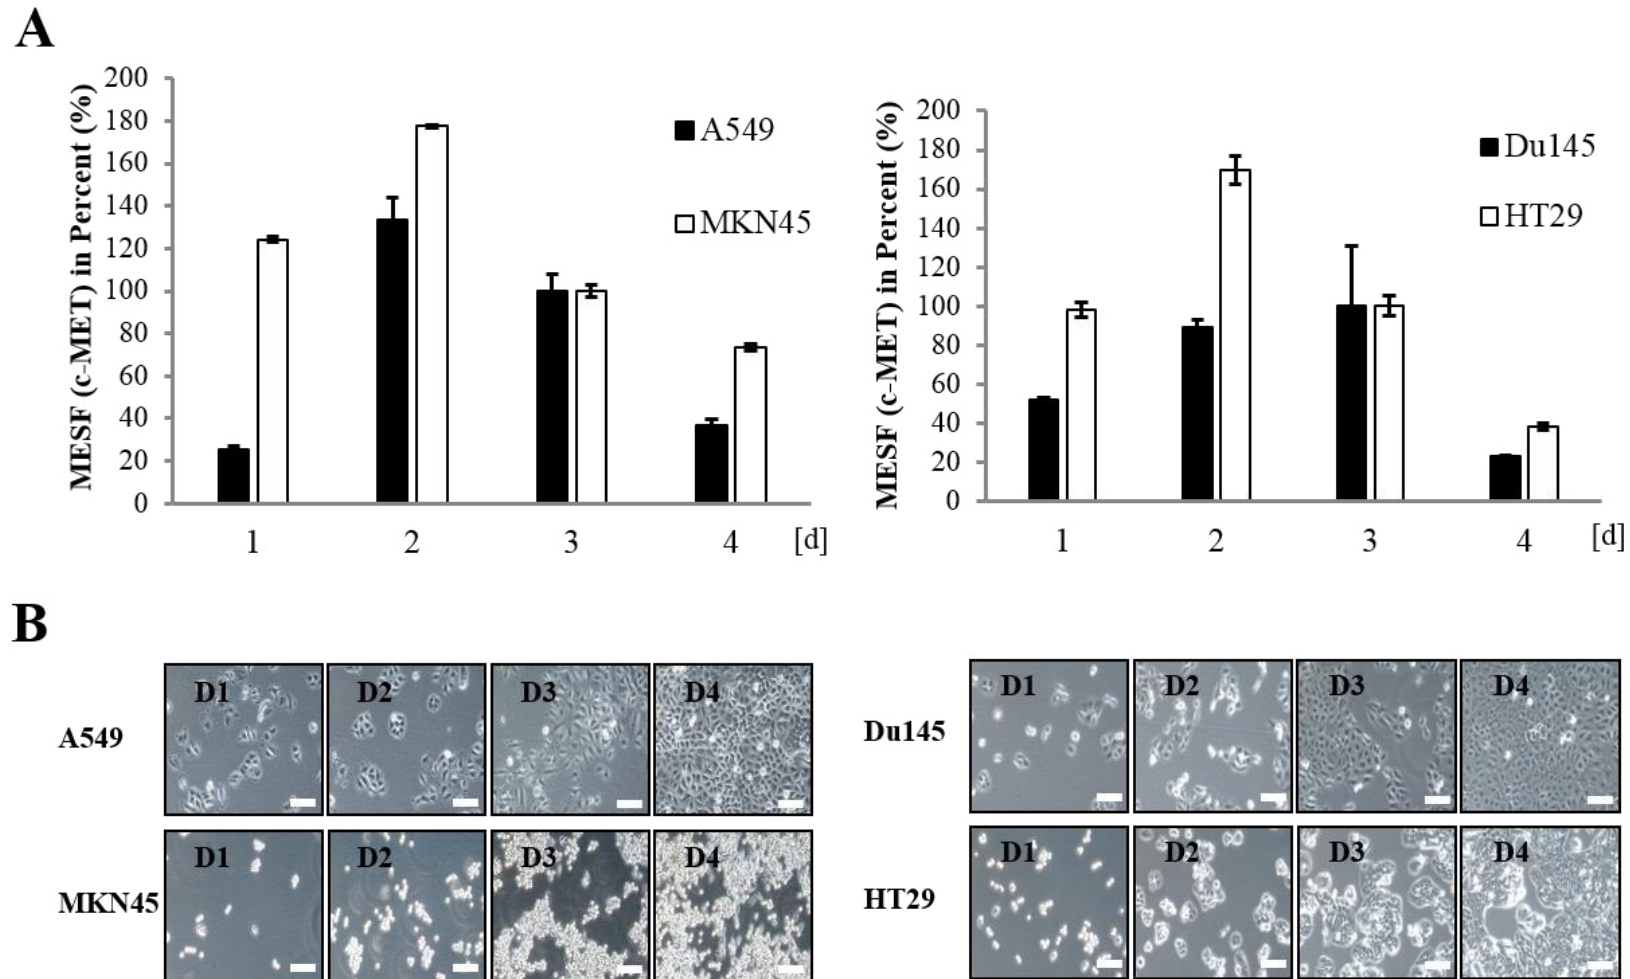 A
MESF (c-MET) in Percent (%)
200
180
160
140
120
100
80
60
40
20
0
1 2 3 4 [d]
A549
MKN45
MESF (c-MET) in Percent (%)
200
180
160
140
120
100
80
60
40
20
0
1 2 3 4 [d]
Du145
HT29
B
A549 D1 D2 D3 D4
MKN45 D1 D2 D3 D4
Du145 D1 D2 D3 D4
HT29 D1 D2 D3 D4